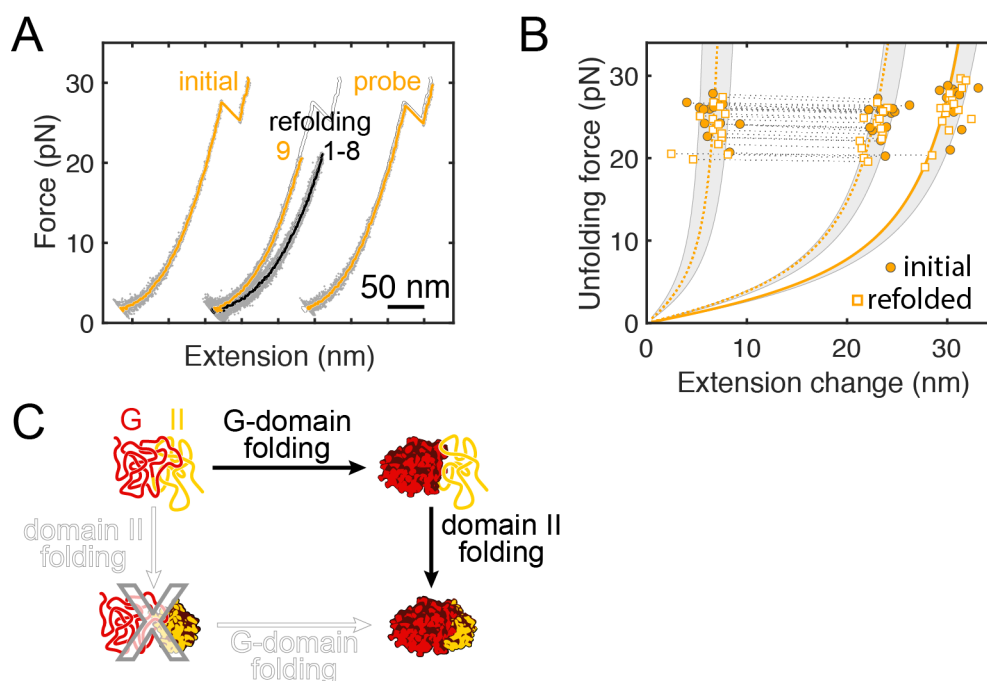 A
Force (pN)
30
20
10
0
initial
probe
refolding
9 1-8
50 nm
Extension (nm)
B
Unfolding force (pN)
30
20
10
0
0 10 20 30
initial
refolded
Extension change (nm)
C
G II
G-domain
folding
domain II
folding
domain II
folding
X
G-domain
folding